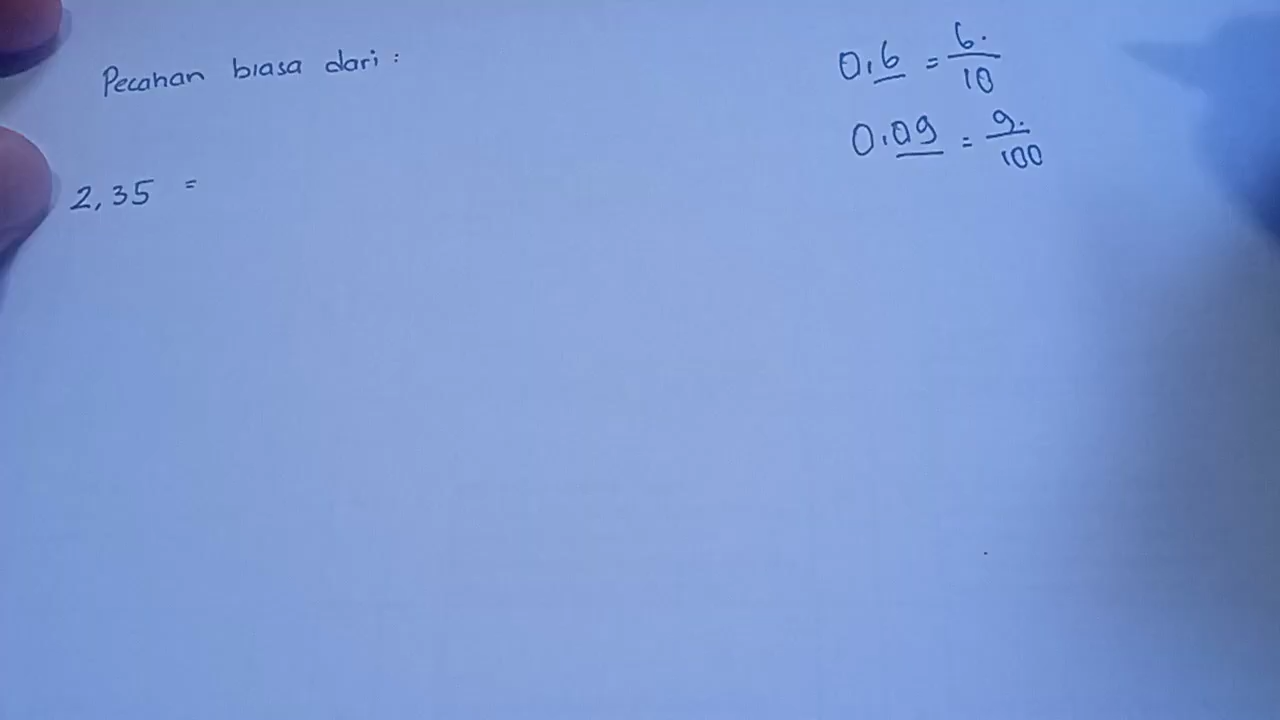 Pecahan biasa dari :
2,35 =
0,6 = 6/10
0,09 = 9/100